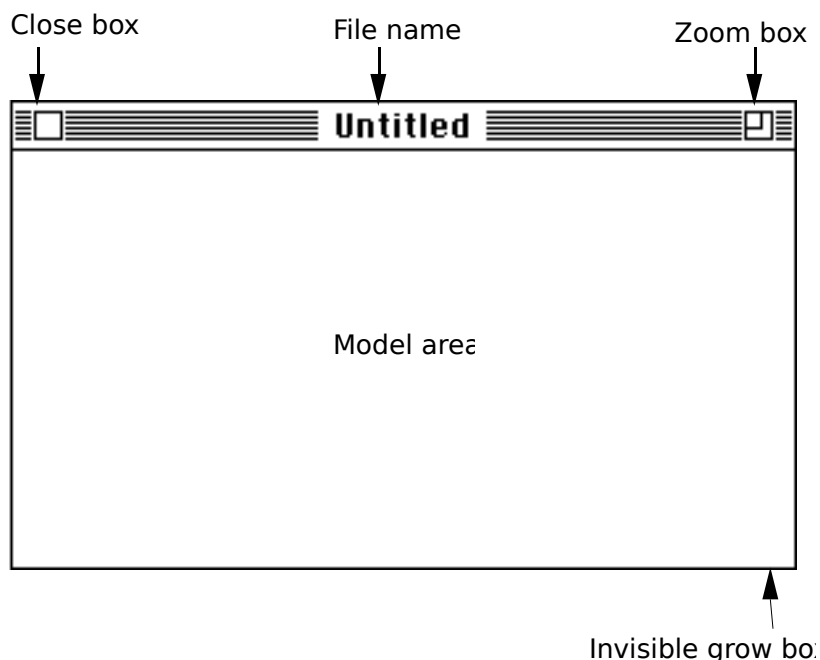 Close box
File name
Zoom box
Untitled
Model area
Invisible grow box